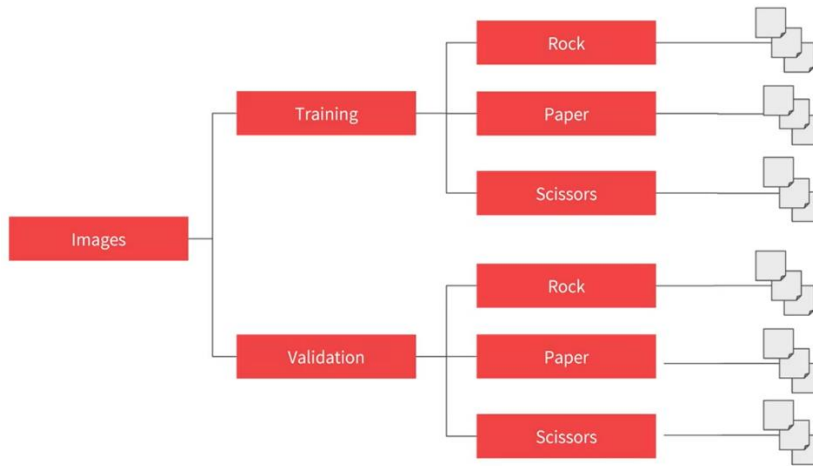 Images
Training
Rock
Paper
Scissors
Validation
Rock
Paper
Scissors